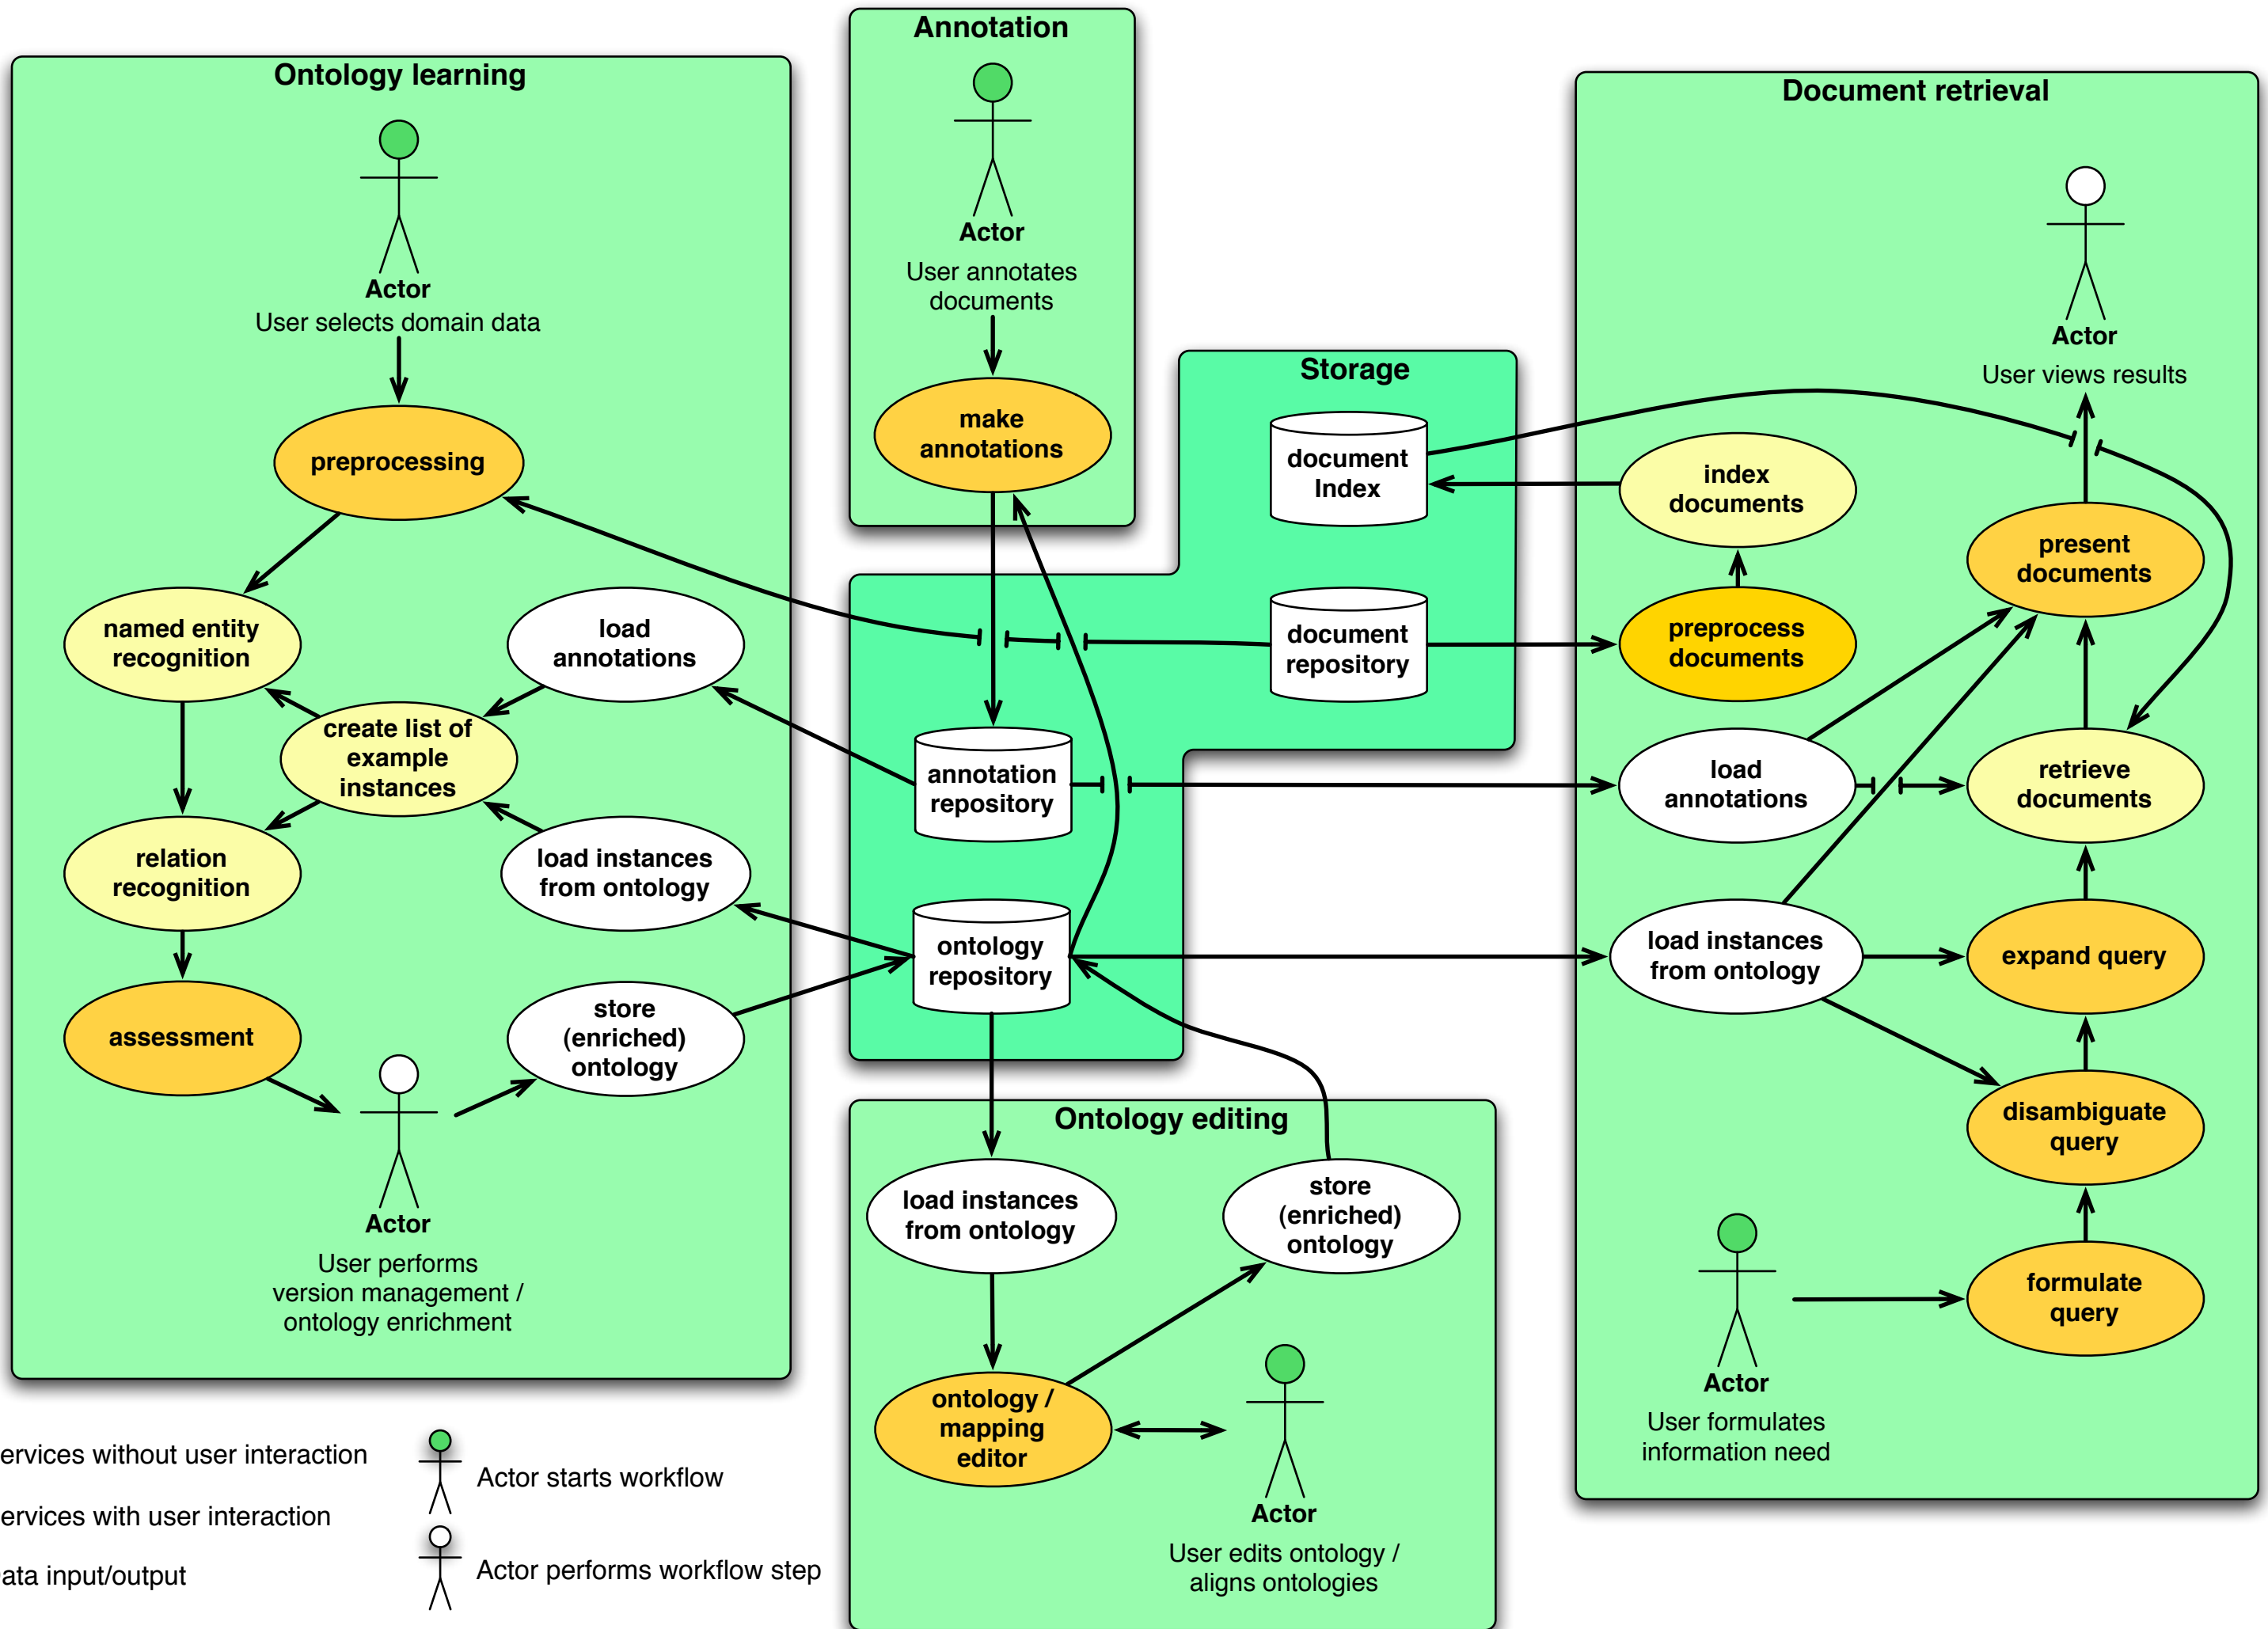 Ontology learning
Actor
User selects domain data
preprocessing
named entity
recognition
load
annotations
create list of
example
instances
relation
recognition
load instances
from ontology
assessment
store
(enriched)
ontology
Actor
User performs
version management /
ontology enrichment
Annotation
Actor
User annotates
documents
make
annotations
Storage
document
Index
document
repository
annotation
repository
ontology
repository
Ontology editing
load instances
from ontology
store
(enriched)
ontology
ontology /
mapping
editor
Actor
User edits ontology /
aligns ontologies
Document retrieval
Actor
User views results
index
documents
present
documents
preprocess
documents
load
annotations
retrieve
documents
load instances
from ontology
expand query
disambiguate
query
formulate
query
Actor
User formulates
information need
ervices without user interaction
ervices with user interaction
ata input/output
Actor starts workflow
Actor performs workflow step